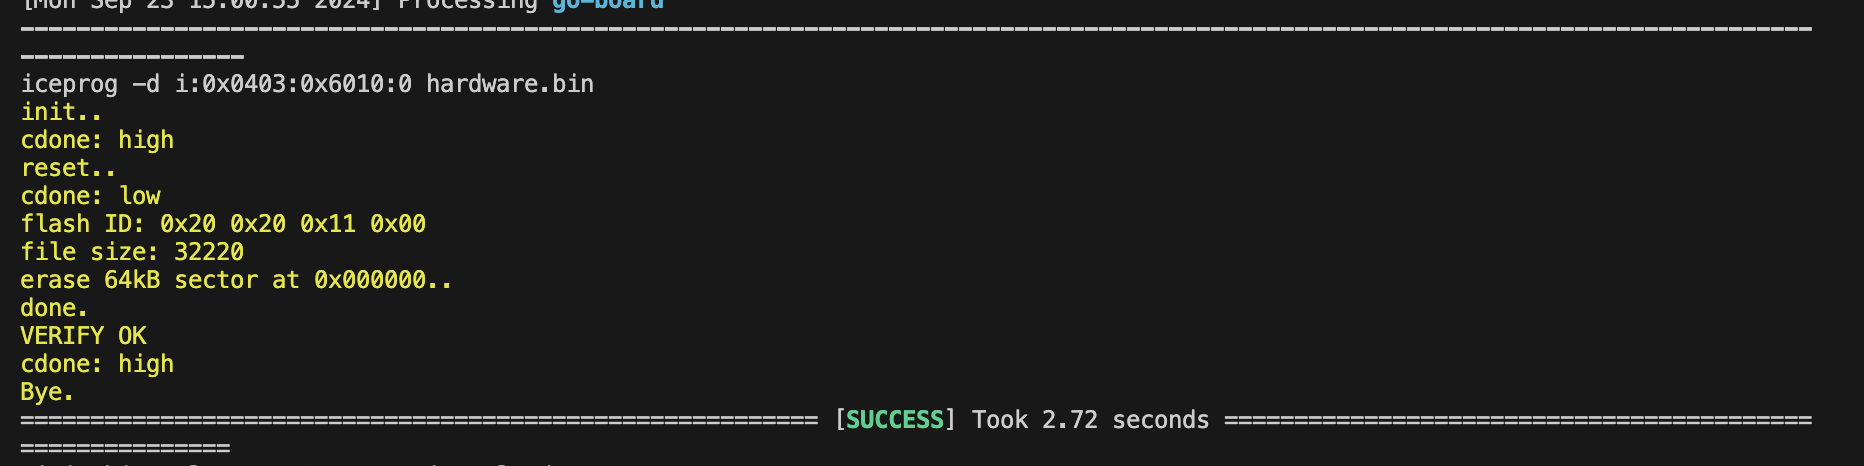 [Mon Sep 23 15:00:55 2024] Processing go-board
--------------------------------------------------------------------------------------------------------------------------------
----------------
iceprog -d i:0x0403:0x6010:0 hardware.bin
init..
cdone: high
reset..
cdone: low
flash ID: 0x20 0x20 0x11 0x00
file size: 32220
erase 64kB sector at 0x000000..
done.
VERIFY OK
cdone: high
Bye.
========================================================= [SUCCESS] Took 2.72 seconds ==========================================
===============